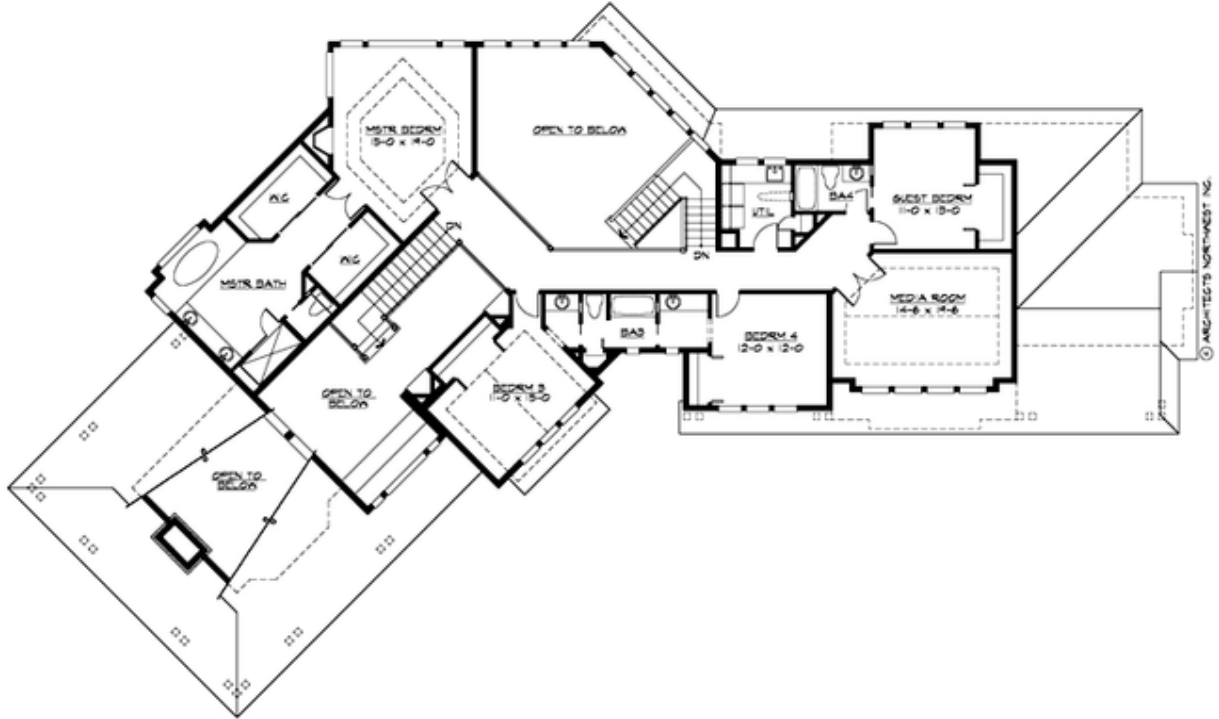 MSTR BEDRM
15-0 x 19-0
OPEN TO BELOW
WIC
WIC
MSTR BATH
DN
UTIL
BA4
GUEST BEDRM
11-0 x 13-0
DN
MEDIA ROOM
14-6 x 19-6
BA3
BEDRM 4
12-0 x 12-0
BEDRM 3
11-0 x 13-0
OPEN TO
BELOW
OPEN TO
BELOW
© ARCHITECTS NORTHWEST INC.